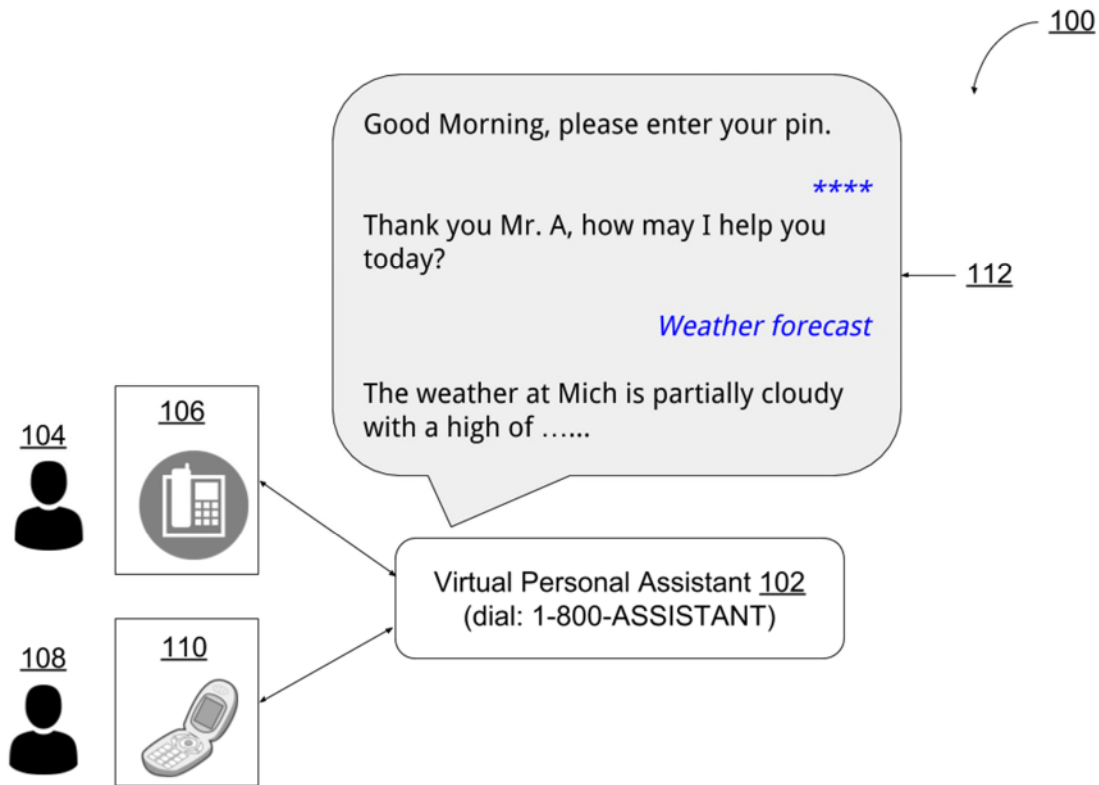 100
Good Morning, please enter your pin.
****
Thank you Mr. A, how may I help you
today?
112
Weather forecast
The weather at Mich is partially cloudy
with a high of …...
106
104
Virtual Personal Assistant 102
(dial: 1-800-ASSISTANT)
110
108